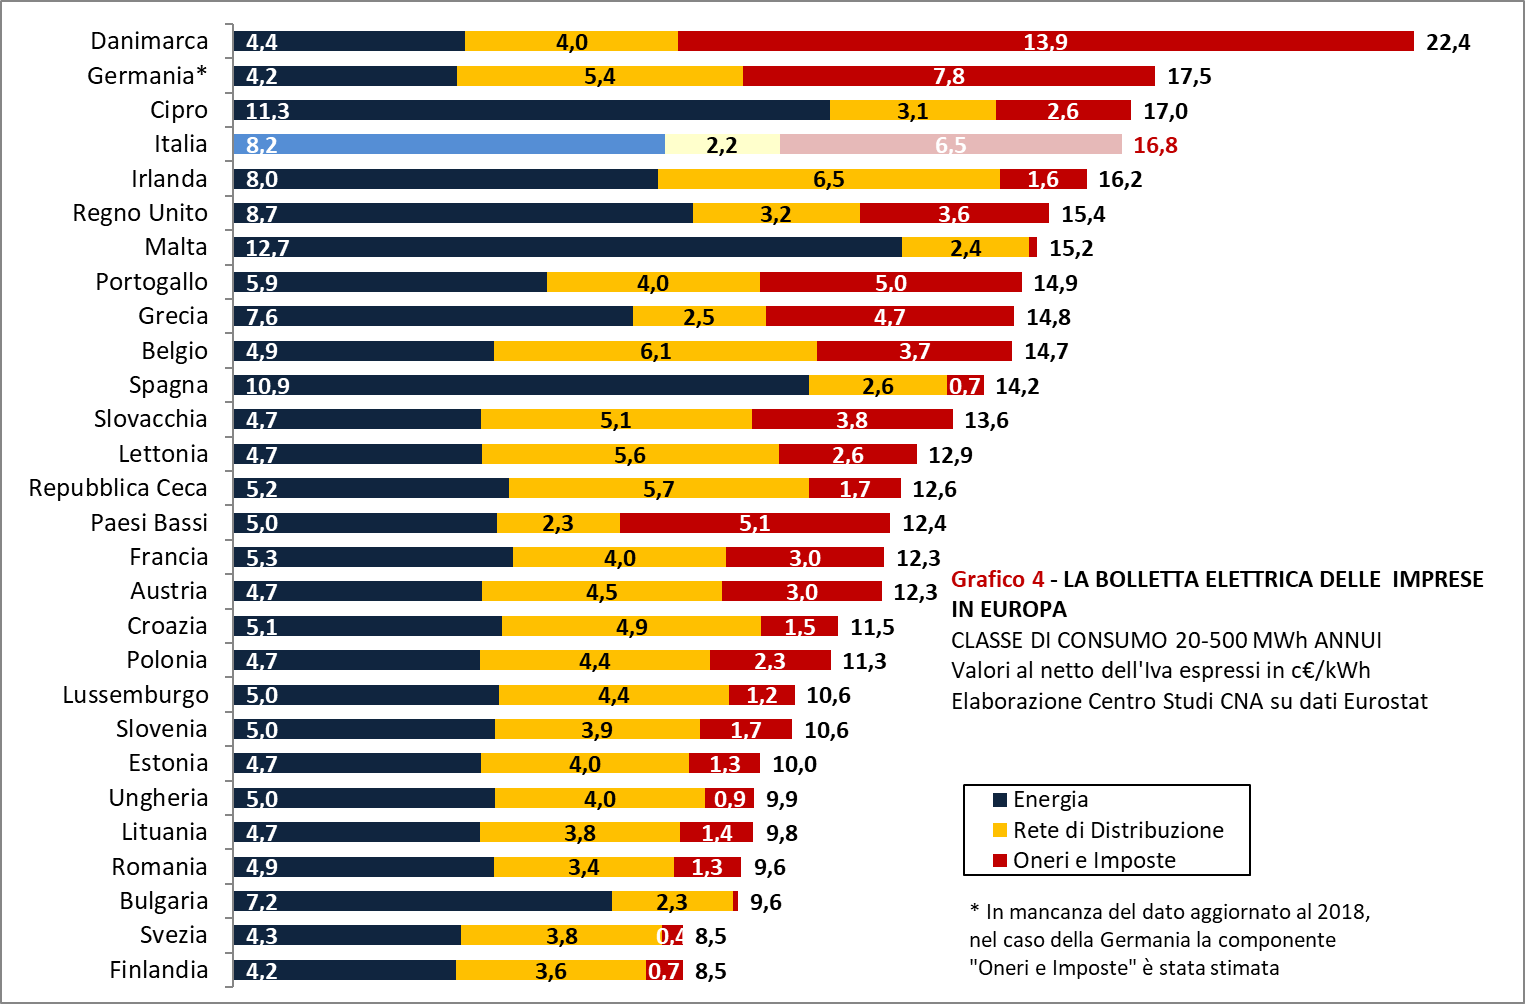 Danimarca 4,4 4,0 13,9 22,4
Germania* 4,2 5,4 7,8 17,5
Cipro 11,3 3,1 2,6 17,0
Italia 8,2 2,2 6,5 16,8
Irlanda 8,0 6,5 1,6 16,2
Regno Unito 8,7 3,2 3,6 15,4
Malta 12,7 2,4 15,2
Portogallo 5,9 4,0 5,0 14,9
Grecia 7,6 2,5 4,7 14,8
Belgio 4,9 6,1 3,7 14,7
Spagna 10,9 2,6 0,7 14,2
Slovacchia 4,7 5,1 3,8 13,6
Lettonia 4,7 5,6 2,6 12,9
Repubblica Ceca 5,2 5,7 1,7 12,6
Paesi Bassi 5,0 2,3 5,1 12,4
Francia 5,3 4,0 3,0 12,3
Austria 4,7 4,5 3,0 12,3
Croazia 5,1 4,9 1,5 11,5
Polonia 4,7 4,4 2,3 11,3
Lussemburgo 5,0 4,4 1,2 10,6
Slovenia 5,0 3,9 1,7 10,6
Estonia 4,7 4,0 1,3 10,0
Ungheria 5,0 4,0 0,9 9,9
Lituania 4,7 3,8 1,4 9,8
Romania 4,9 3,4 1,3 9,6
Bulgaria 7,2 2,3 9,6
Svezia 4,3 3,8 0,4 8,5
Finlandia 4,2 3,6 0,7 8,5
Grafico 4 - LA BOLLETTA ELETTRICA DELLE IMPRESE
IN EUROPA
CLASSE DI CONSUMO 20-500 MWh ANNUI
Valori al netto dell'Iva espressi in c€/kWh
Elaborazione Centro Studi CNA su dati Eurostat
Energia
Rete di Distribuzione
Oneri e Imposte
* In mancanza del dato aggiornato al 2018,
nel caso della Germania la componente
"Oneri e Imposte" è stata stimata